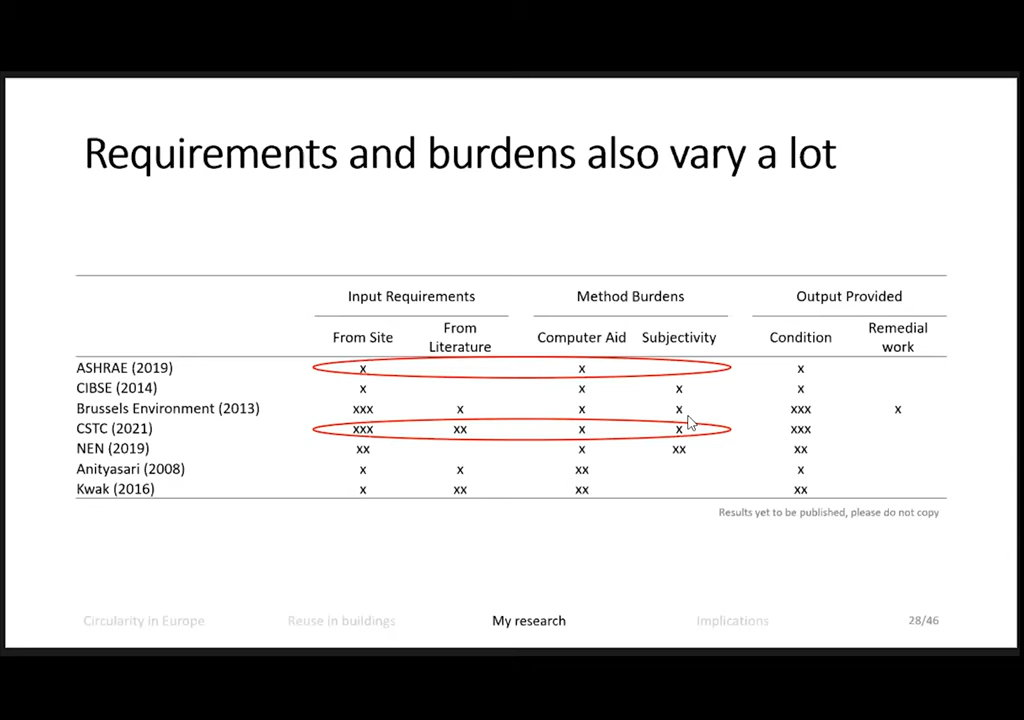 Requirements and burdens also vary a lot
Input Requirements Method Burdens Output Provided
From Site From Literature Computer Aid Subjectivity Condition Remedial work
ASHRAE (2019) x x x
CIBSE (2014) x x x x
Brussels Environment (2013) xxx x x x xxx x
CSTC (2021) xxx xx x x xxx
NEN (2019) xx x xx xx
Anityasari (2008) x x xx x
Kwak (2016) x xx xx xx
Results yet to be published, please do not copy
Circularity in Europe Reuse in buildings My research Implications 28/46